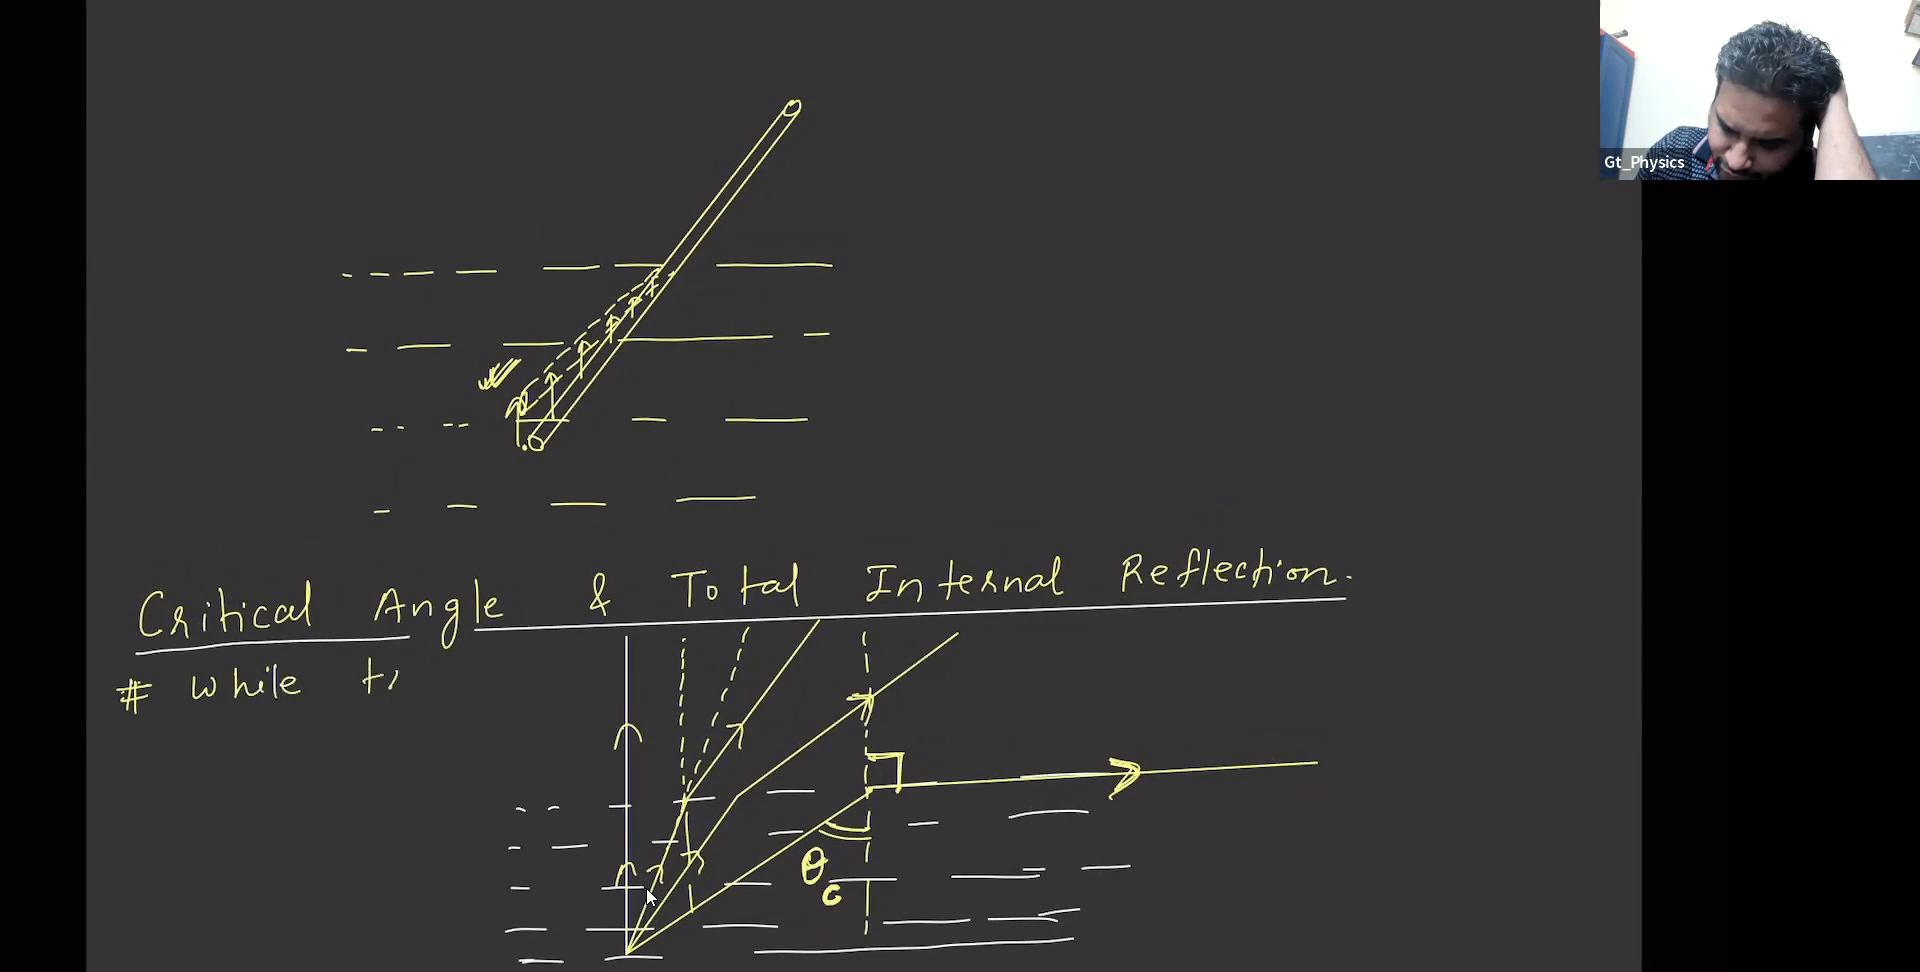 Gt_Physics
Critical Angle & Total Internal Reflection.
# while
θc